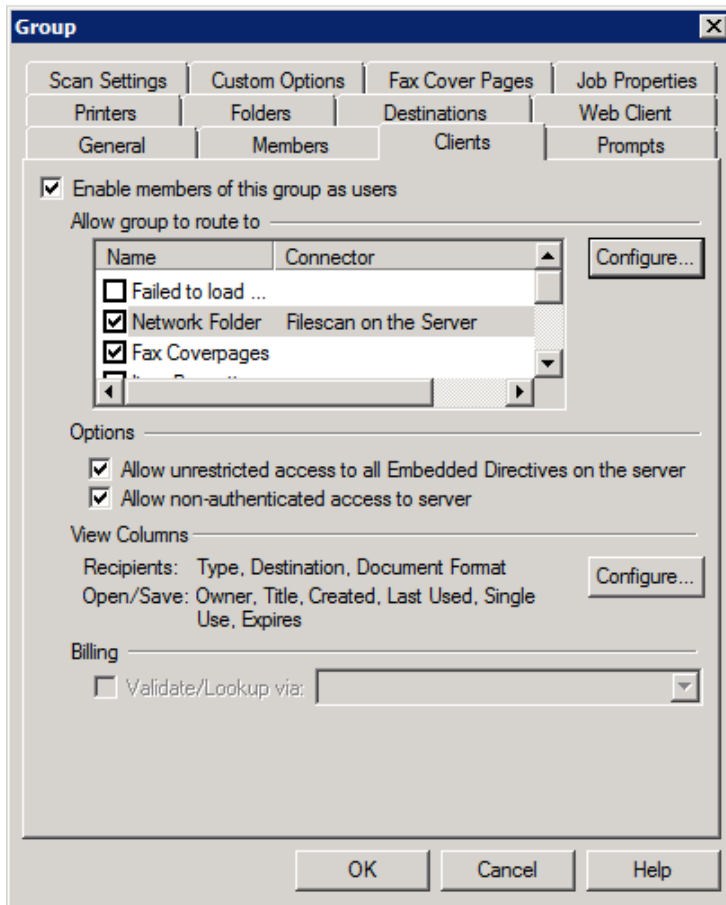 Group
Scan Settings Custom Options Fax Cover Pages Job Properties
Printers Folders Destinations Web Client
General Members Clients Prompts
Enable members of this group as users
Allow group to route to
Name Connector Configure...
Failed to load ...
Network Folder Filescan on the Server
Fax Coverpages
Options
Allow unrestricted access to all Embedded Directives on the server
Allow non-authenticated access to server
View Columns
Recipients: Type, Destination, Document Format
Configure...
Open/Save: Owner, Title, Created, Last Used, Single
Use, Expires
Billing
Validate/Lookup via:
OK Cancel Help